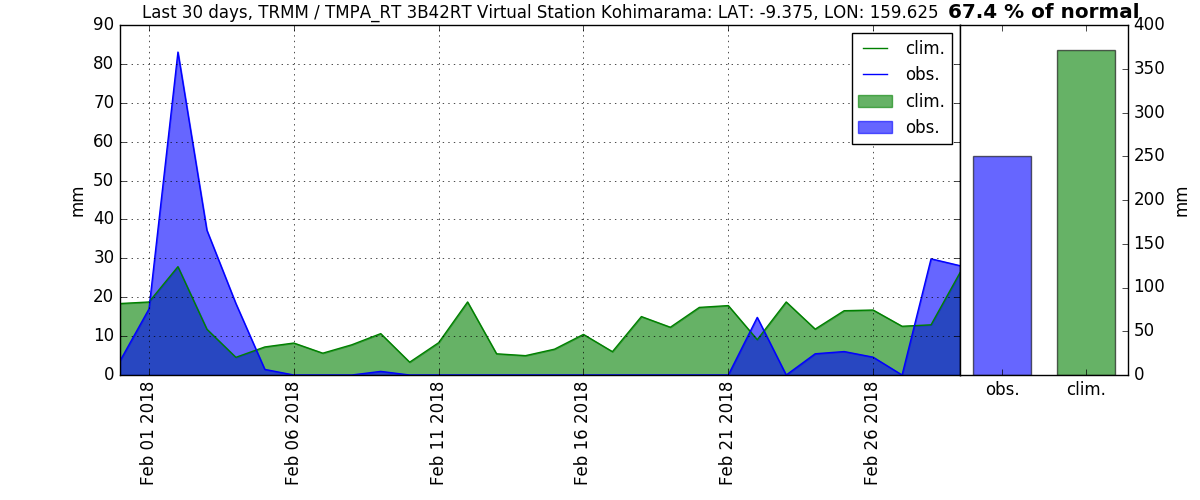 Last 30 days, TRMM / TMPA_RT 3B42RT Virtual Station Kohimarama: LAT: -9.375, LON: 159.625 67.4 % of normal
90
80
70
60
50
40
30
20
10
0
mm
clim.
obs.
clim.
obs.
Feb 01 2018
Feb 06 2018
Feb 11 2018
Feb 16 2018
Feb 21 2018
Feb 26 2018
400
350
300
250
200
150
100
50
0
mm
obs. clim.